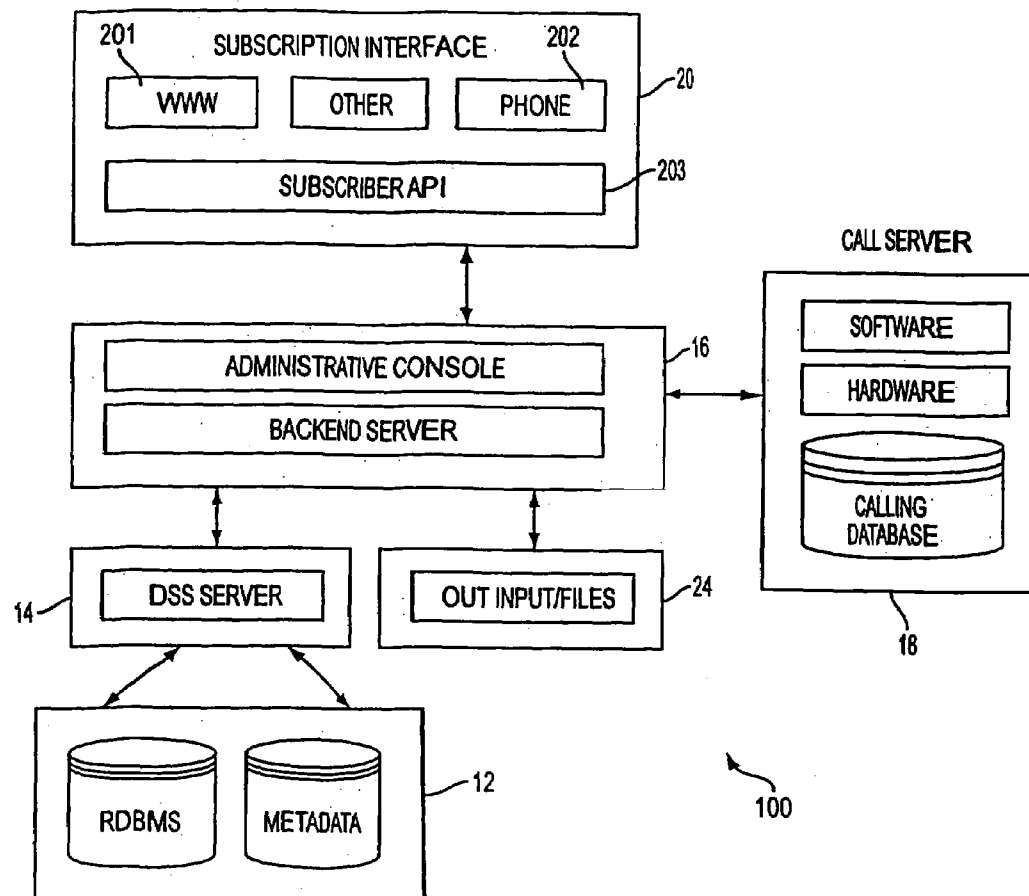 201
SUBSCRIPTION INTERFACE
202
WWW
OTHER
PHONE
20
SUBSCRIBER API
203
CALL SERVER
ADMINISTRATIVE CONSOLE
BACKEND SERVER
16
SOFTWARE
HARDWARE
CALLING
DATABASE
18
14
DSS SERVER
OUT INPUT/FILES
24
RDBMS
METADATA
12
100